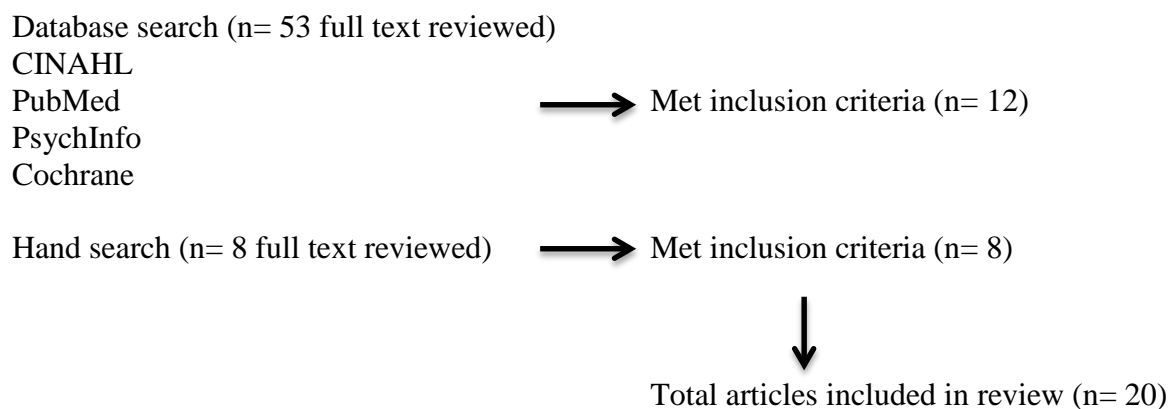 Database search (n= 53 full text reviewed)
CINAHL
PubMed
PsychInfo
Cochrane
Met inclusion criteria (n= 12)
Hand search (n= 8 full text reviewed)
Met inclusion criteria (n= 8)
Total articles included in review (n= 20)